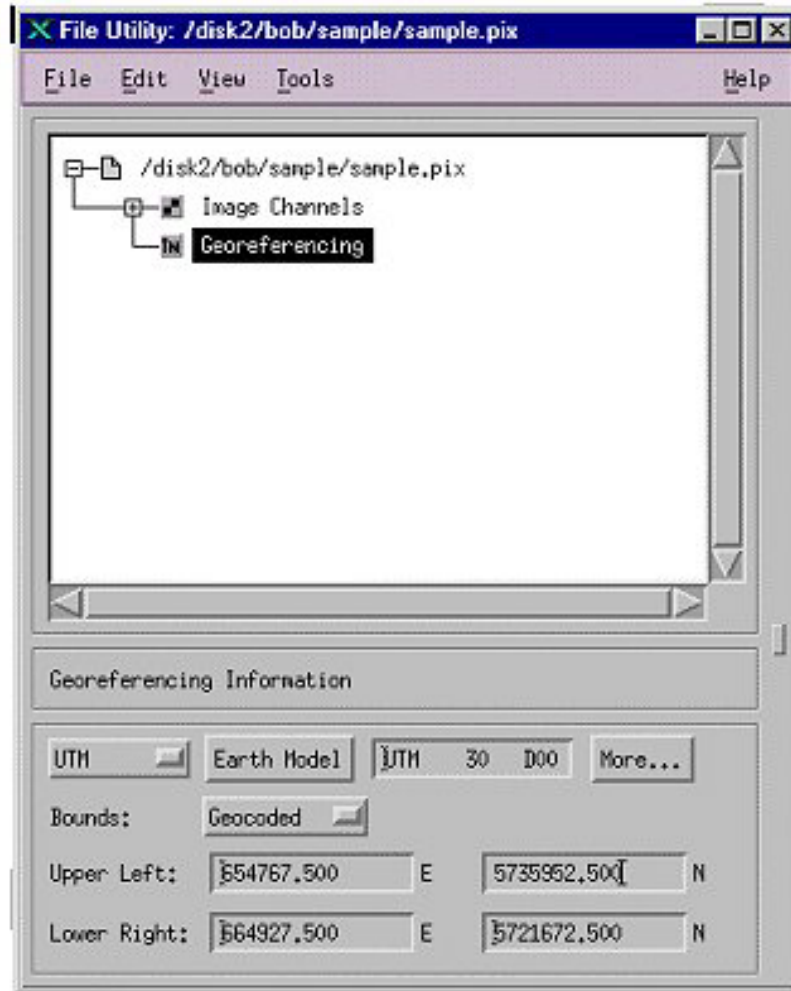 File Utility: /disk2/bob/sample/sample.pix
File Edit View Tools Help
/disk2/bob/sample/sample.pix
Image Channels
Georeferencing
Georeferencing Information
UTM Earth Model UTM 30 D00 More...
Bounds: Geocoded
Upper Left: 654767.500 E 5735952.500 N
Lower Right: 664927.500 E 5721672.500 N